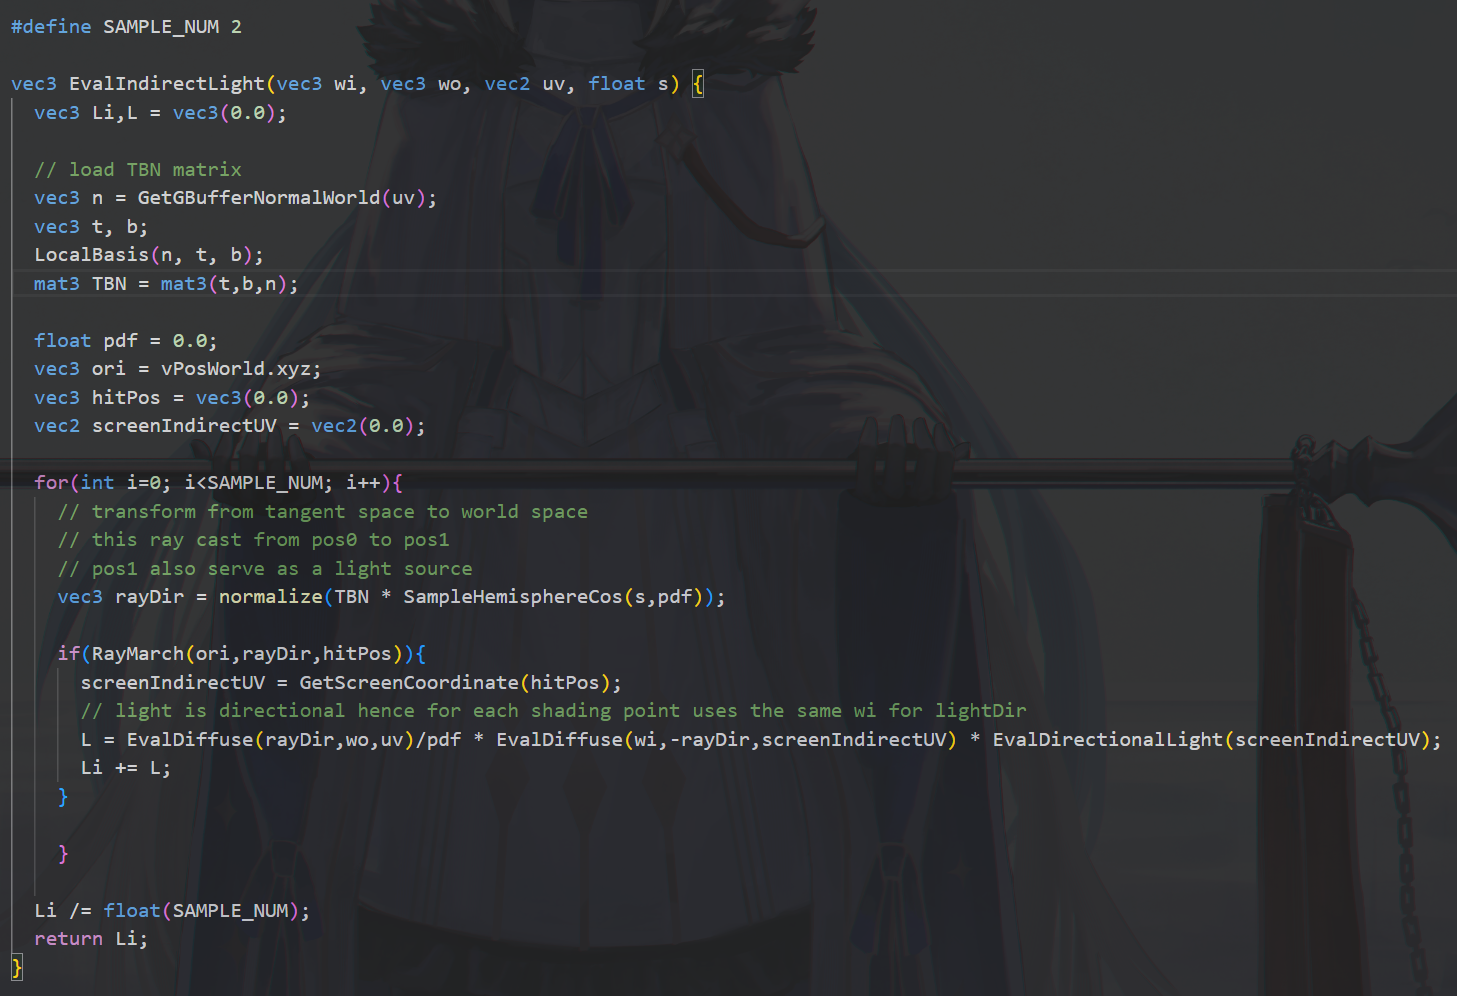 #define SAMPLE_NUM 2
vec3 EvalIndirectLight(vec3 wi, vec3 wo, vec2 uv, float s) {
vec3 Li,L = vec3(0.0);
// load TBN matrix
vec3 n = GetGBufferNormalWorld(uv);
vec3 t, b;
LocalBasis(n, t, b);
mat3 TBN = mat3(t,b,n);
float pdf = 0.0;
vec3 ori = vPosWorld.xyz;
vec3 hitPos = vec3(0.0);
vec2 screenIndirectUV = vec2(0.0);
for(int i=0; i<SAMPLE_NUM; i++){
// transform from tangent space to world space
// this ray cast from pos0 to pos1
// pos1 also serve as a light source
vec3 rayDir = normalize(TBN * SampleHemisphereCos(s,pdf));
if(RayMarch(ori,rayDir,hitPos)){
screenIndirectUV = GetScreenCoordinate(hitPos);
// light is directional hence for each shading point uses the same wi for lightDir
L = EvalDiffuse(rayDir,wo,uv)/pdf * EvalDiffuse(wi,-rayDir,screenIndirectUV) * EvalDirectionalLight(screenIndirectUV);
Li += L;
}
}
Li /= float(SAMPLE_NUM);
return Li;
}